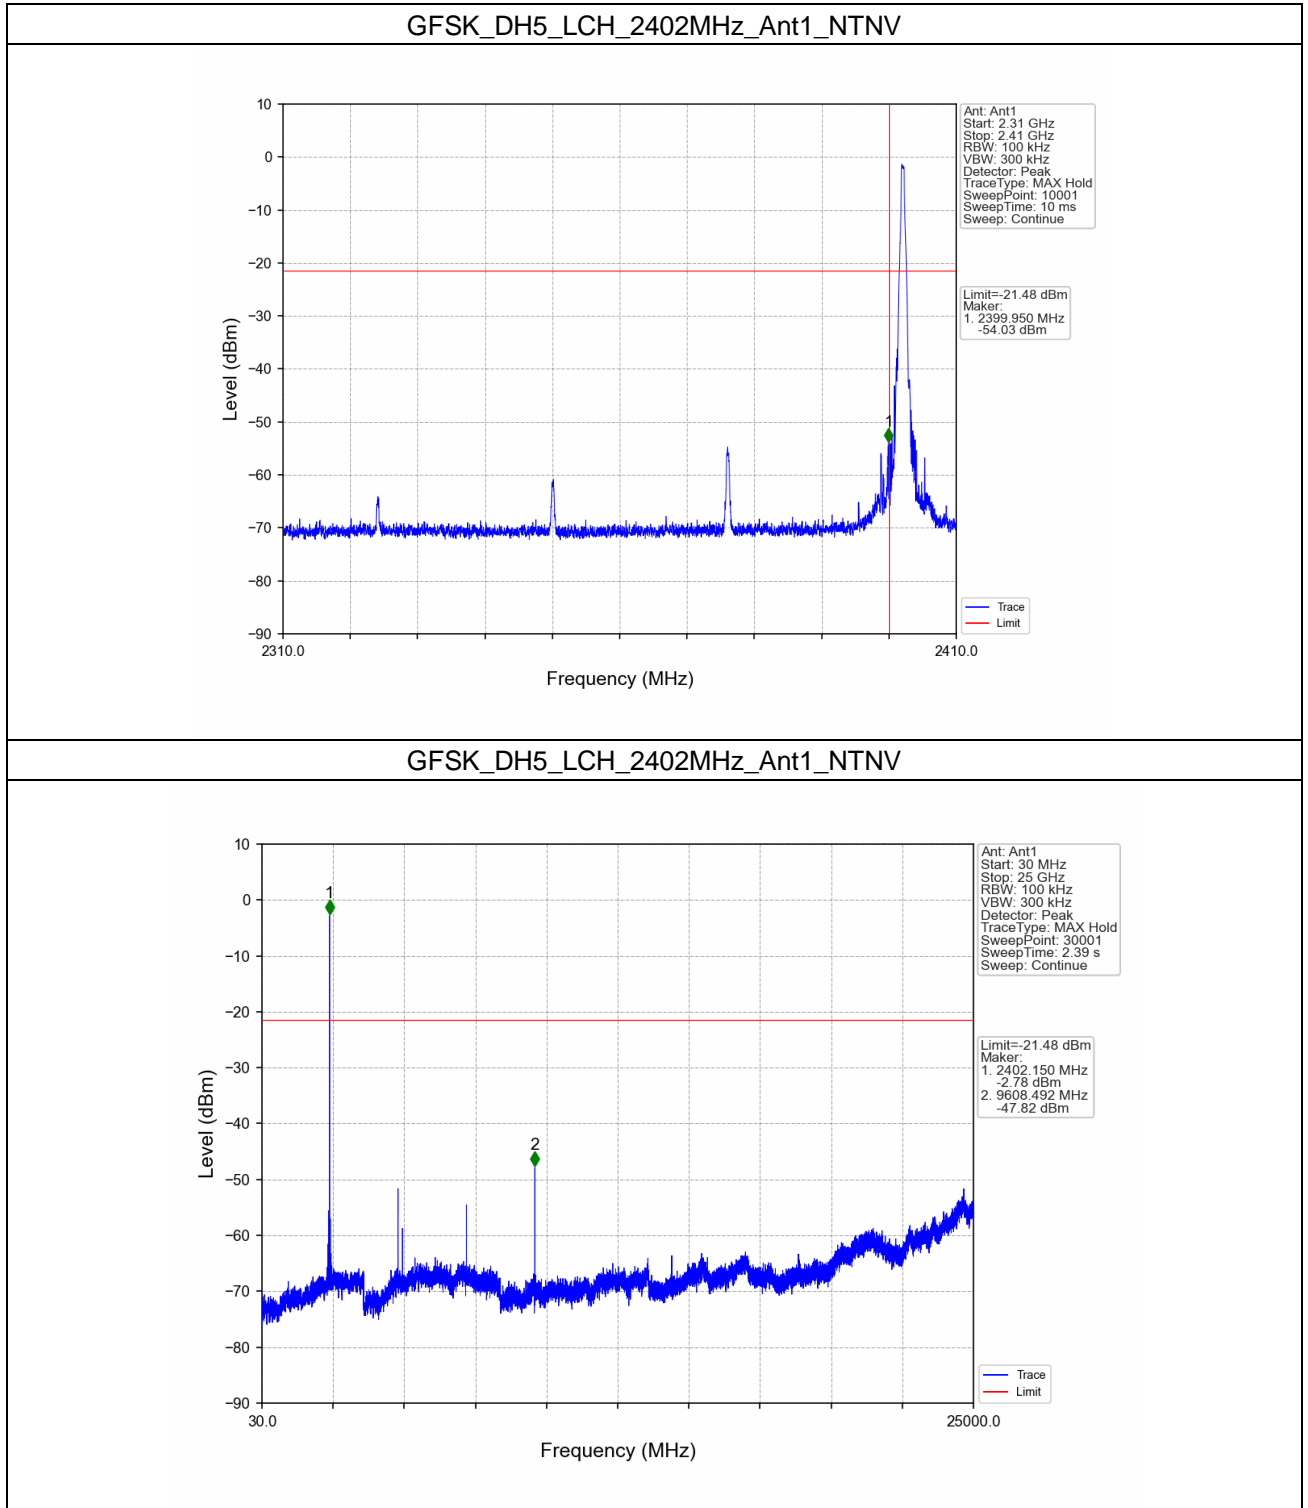 GFSK_DH5_LCH_2402MHz_Ant1_NTNV
10
0
−10
−20
−30
−40
−50
−60
−70
−80
−90
Level (dBm)
2310.0
2410.0
Frequency (MHz)
1
Ant: Ant1
Start: 2.31 GHz
Stop: 2.41 GHz
RBW: 100 kHz
VBW: 300 kHz
Detector: Peak
TraceType: MAX Hold
SweepPoint: 10001
SweepTime: 10 ms
Sweep: Continue
Limit=-21.48 dBm
Maker:
1. 2399.950 MHz
-54.03 dBm
Trace
Limit
GFSK_DH5_LCH_2402MHz_Ant1_NTNV
10
0
−10
−20
−30
−40
−50
−60
−70
−80
−90
Level (dBm)
30.0
25000.0
Frequency (MHz)
1
2
Ant: Ant1
Start: 30 MHz
Stop: 25 GHz
RBW: 100 kHz
VBW: 300 kHz
Detector: Peak
TraceType: MAX Hold
SweepPoint: 30001
SweepTime: 2.39 s
Sweep: Continue
Limit=-21.48 dBm
Maker:
1. 2402.150 MHz
-2.78 dBm
2. 9608.492 MHz
-47.82 dBm
Trace
Limit